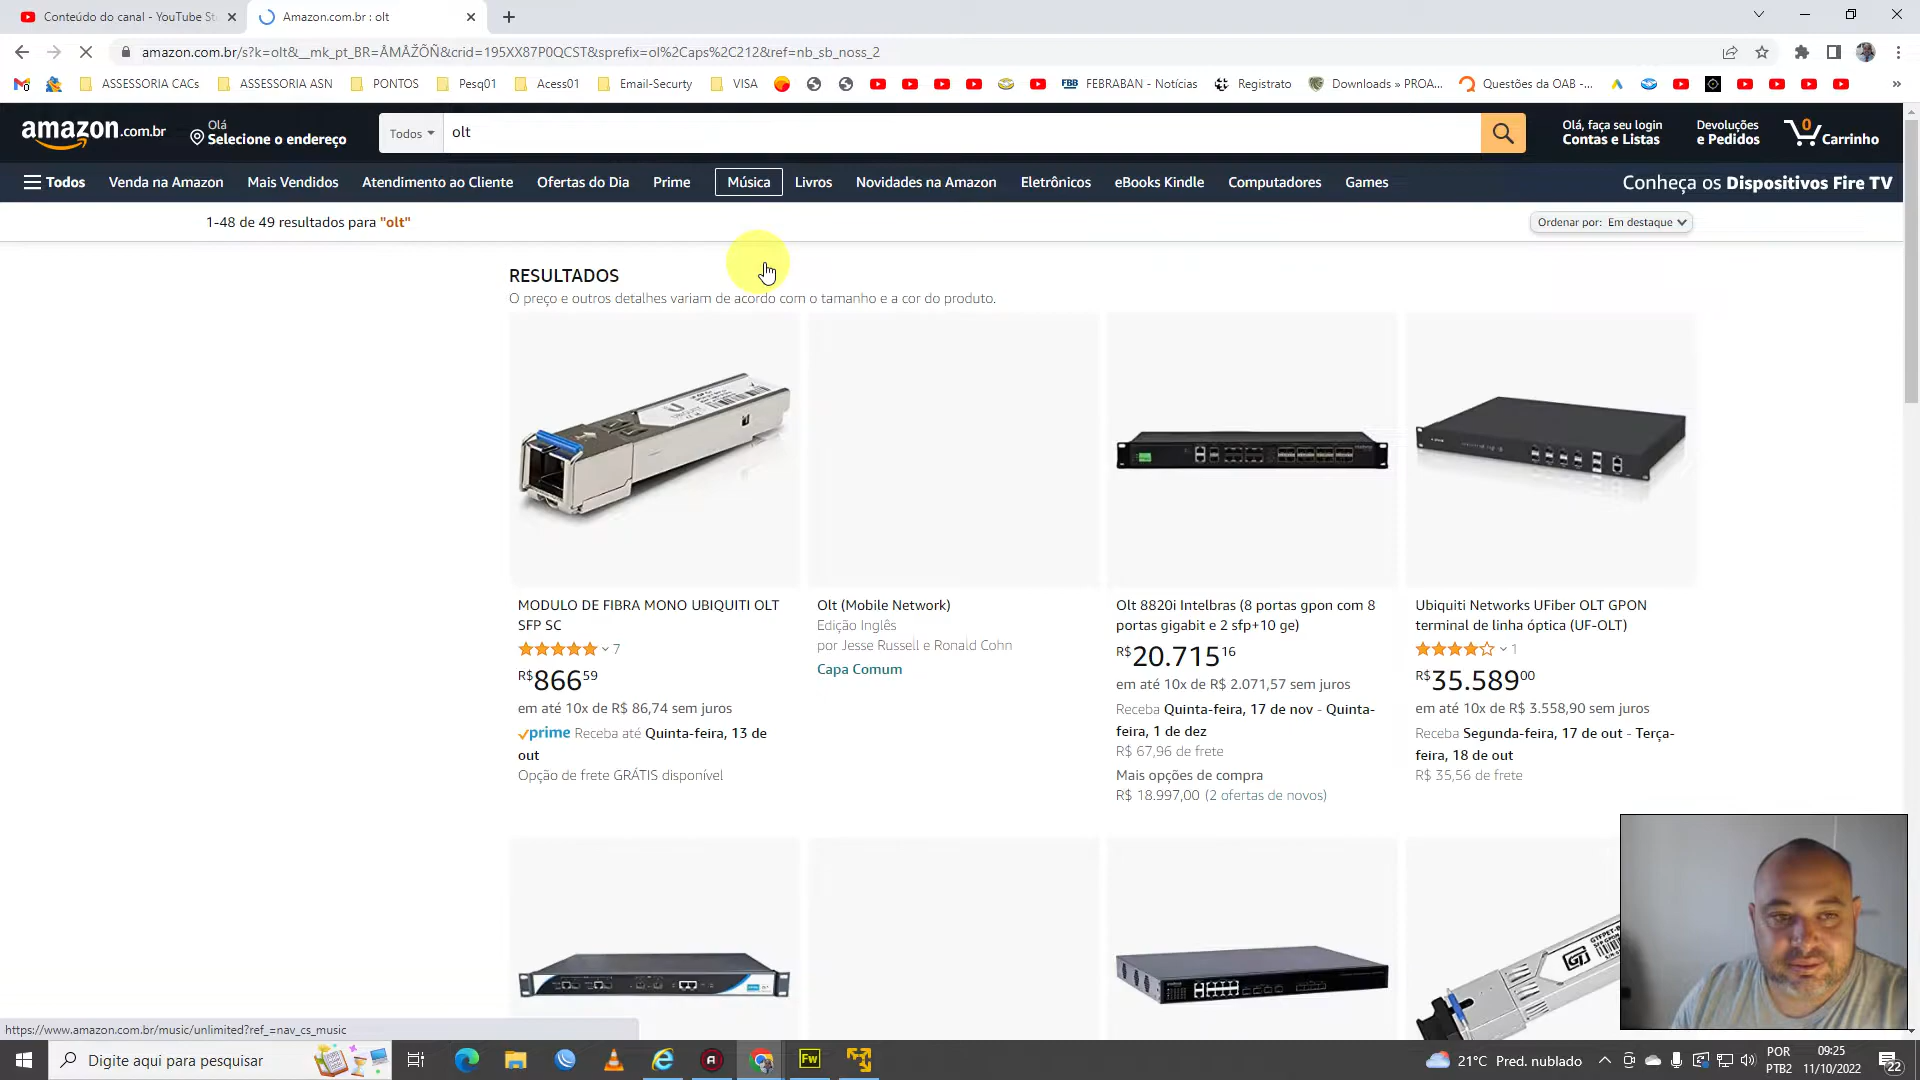 Conteúdo do canal - YouTube St
Amazon.com.br : olt
amazon.com.br/s?k=olt&__mk_pt_BR=ÅMÅŽÕÑ&crid=195XX87P0QCST&sprefix=ol%2Caps%2C212&ref=nb_sb_noss_2
ASSESSORIA CACs
ASSESSORIA ASN
PONTOS
Pesq01
Acess01
Email-Securty
VISA
FBB FEBRABAN - Notícias
Registrato
Downloads » PROA...
Questões da OAB -...
»
amazon.com.br
Olá
Selecione o endereço
Todos
olt
Olá, faça seu login
Contas e Listas
Devoluções
e Pedidos
0
Carrinho
Todos
Venda na Amazon
Mais Vendidos
Atendimento ao Cliente
Ofertas do Dia
Prime
Música
Livros
Novidades na Amazon
Eletrônicos
eBooks Kindle
Computadores
Games
Conheça os Dispositivos Fire TV
1-48 de 49 resultados para "olt"
Ordenar por: Em destaque
RESULTADOS
O preço e outros detalhes variam de acordo com o tamanho e a cor do produto.
MODULO DE FIBRA MONO UBIQUITI OLT
SFP SC
7
R$86659
em até 10x de R$ 86,74 sem juros
prime Receba até Quinta-feira, 13 de
out
Opção de frete GRÁTIS disponível
Olt (Mobile Network)
Edição Inglês
por Jesse Russell e Ronald Cohn
Capa Comum
Olt 8820i Intelbras (8 portas gpon com 8
portas gigabit e 2 sfp+10 ge)
R$20.71516
em até 10x de R$ 2.071,57 sem juros
Receba Quinta-feira, 17 de nov - Quinta-
feira, 1 de dez
R$ 67,96 de frete
Mais opções de compra
R$ 18.997,00 (2 ofertas de novos)
Ubiquiti Networks UFiber OLT GPON
terminal de linha óptica (UF-OLT)
1
R$35.58900
em até 10x de R$ 3.558,90 sem juros
Receba Segunda-feira, 17 de out - Terça-
feira, 18 de out
R$ 35,56 de frete
https://www.amazon.com.br/music/unlimited?ref_=nav_cs_music
Digite aqui para pesquisar
Fw
21°C Pred. nublado
POR
PTB2
09:25
11/10/2022
22